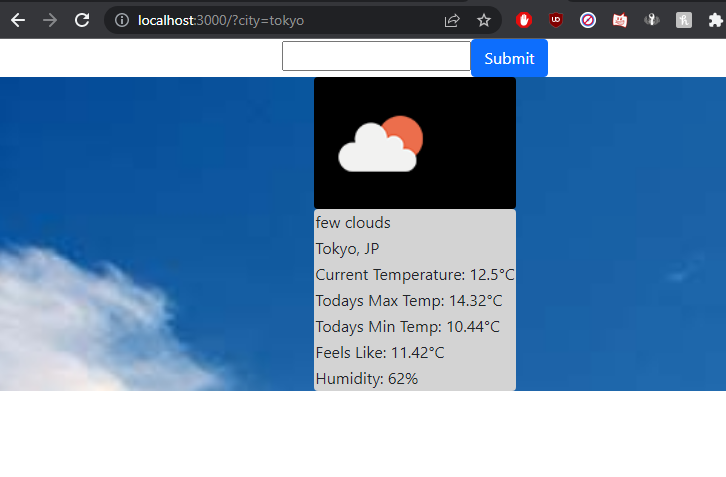 localhost:3000/?city=tokyo
Submit
few clouds
Tokyo, JP
Current Temperature: 12.5°C
Todays Max Temp: 14.32°C
Todays Min Temp: 10.44°C
Feels Like: 11.42°C
Humidity: 62%